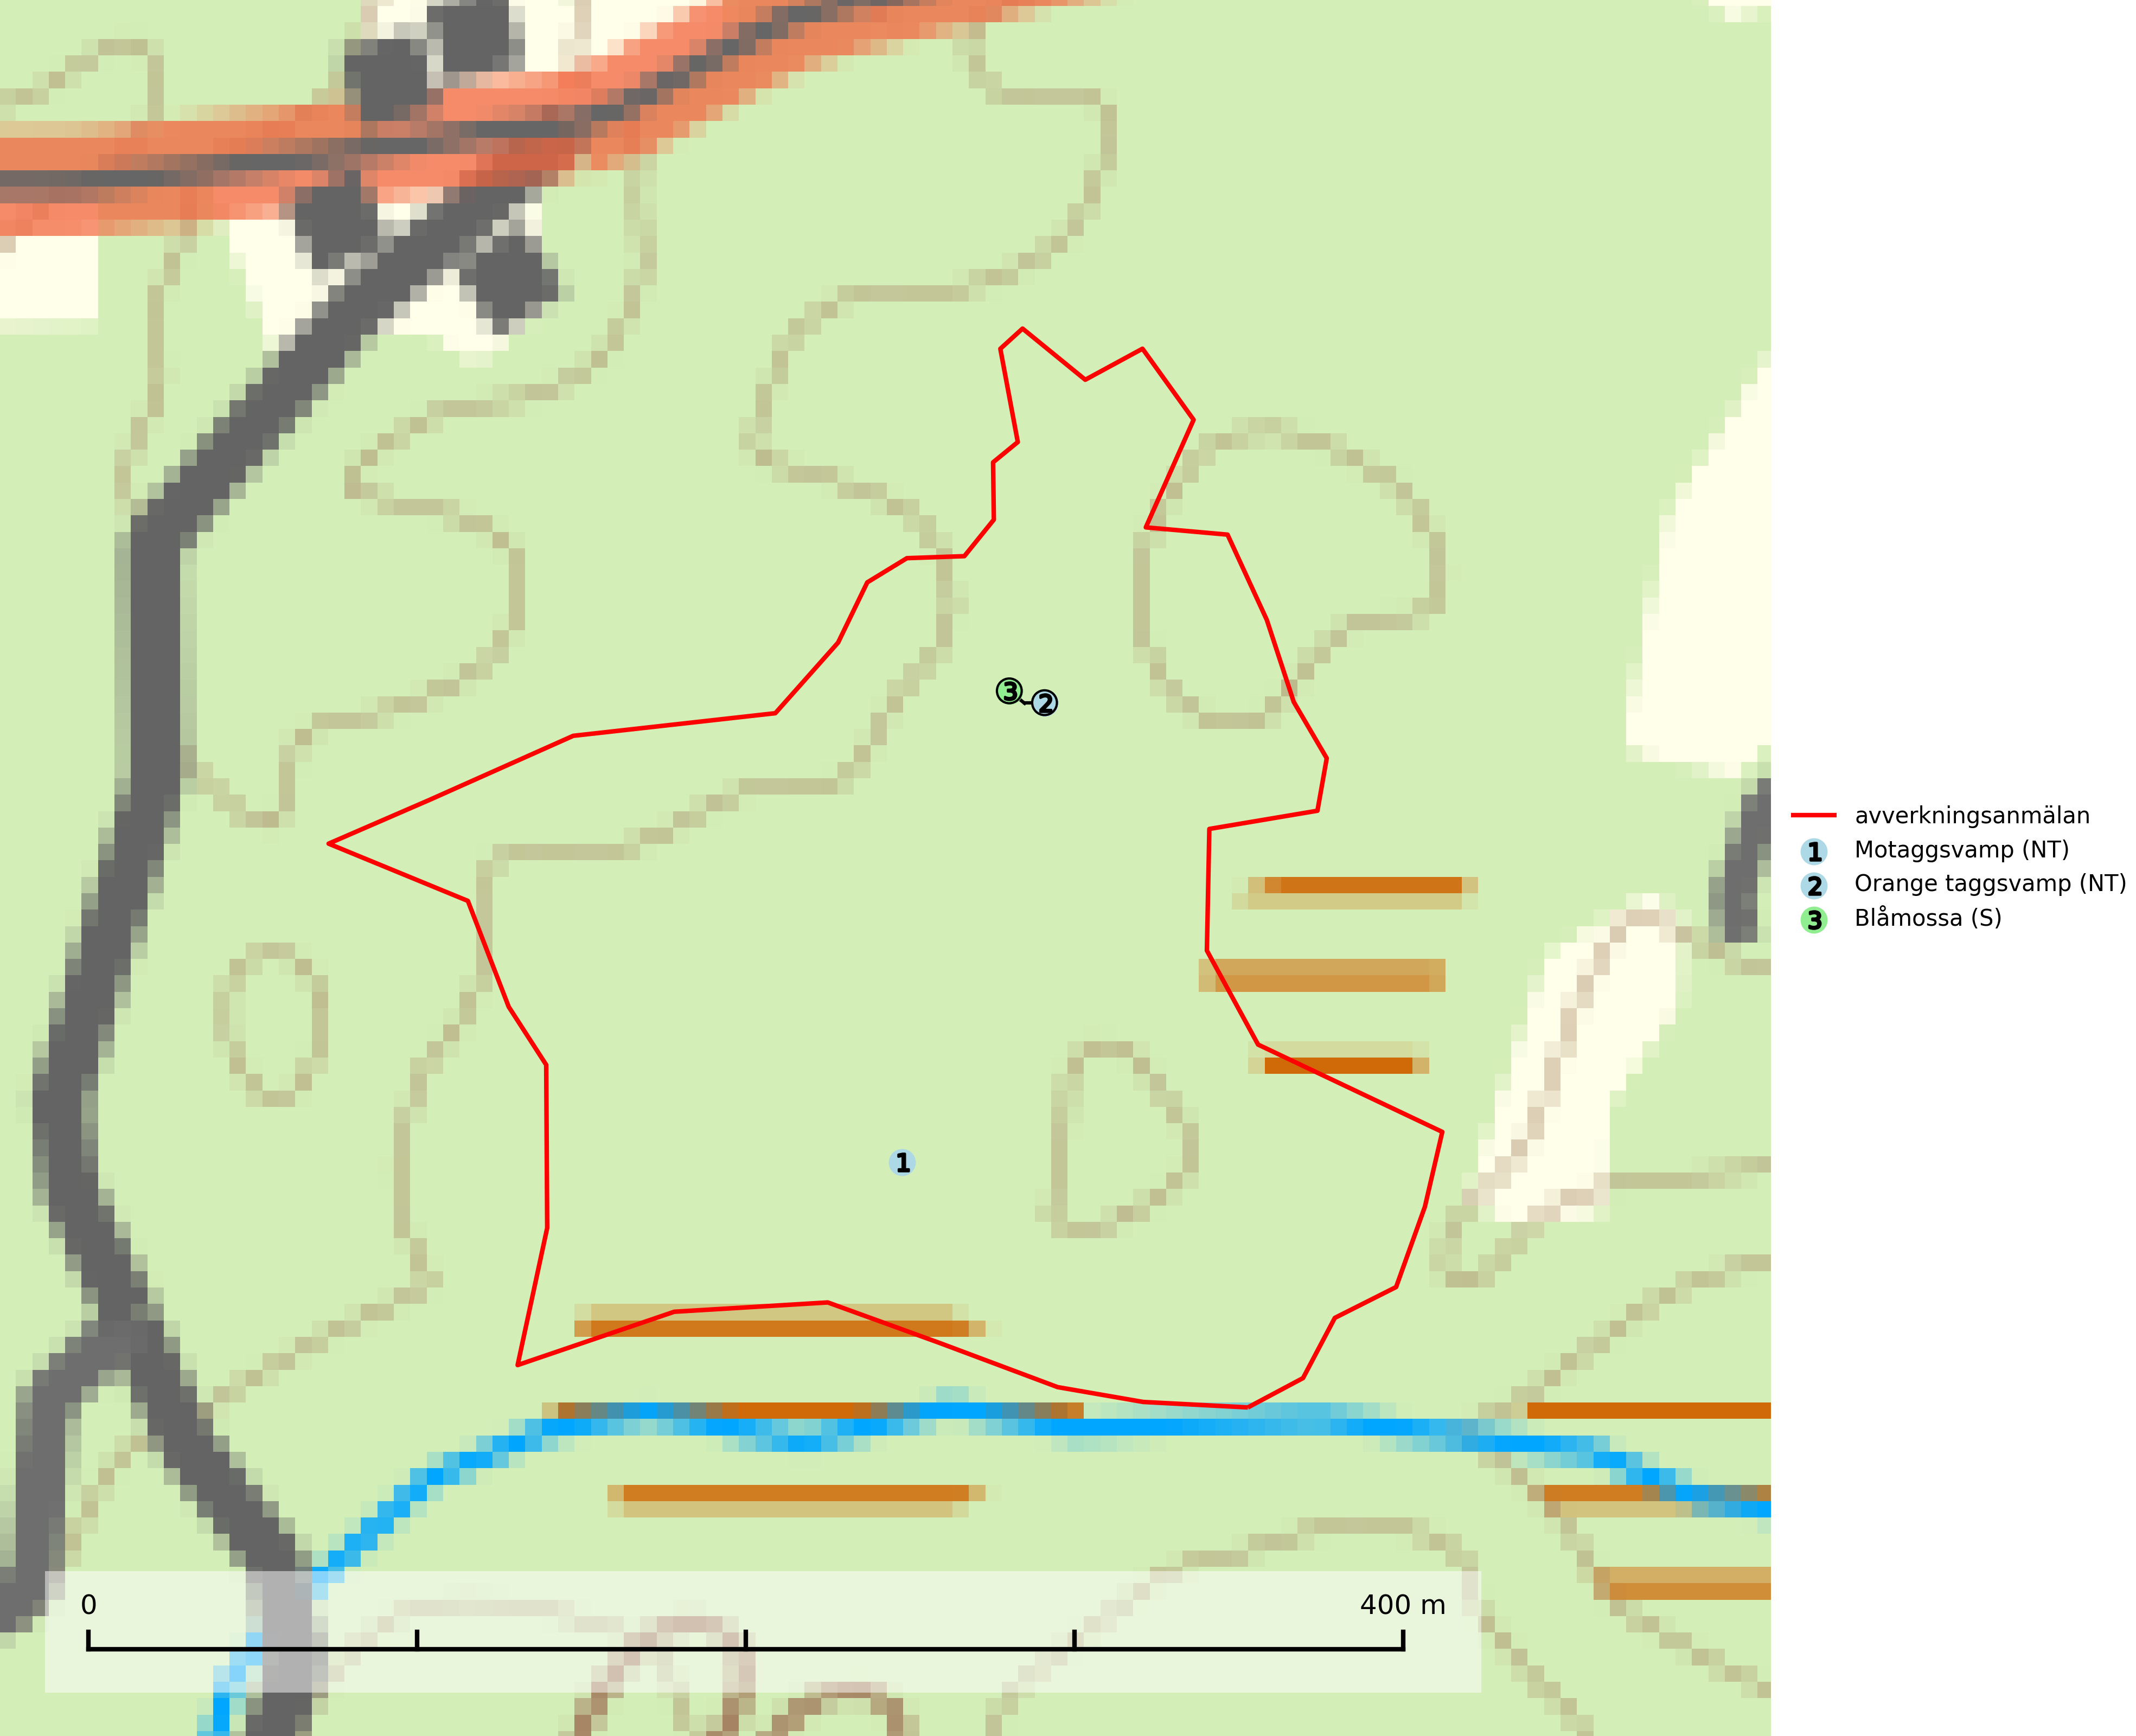 3
2
1
avverkningsanmälan
1 Motaggsvamp (NT)
2 Orange taggsvamp (NT)
3 Blåmossa (S)
0 400 m